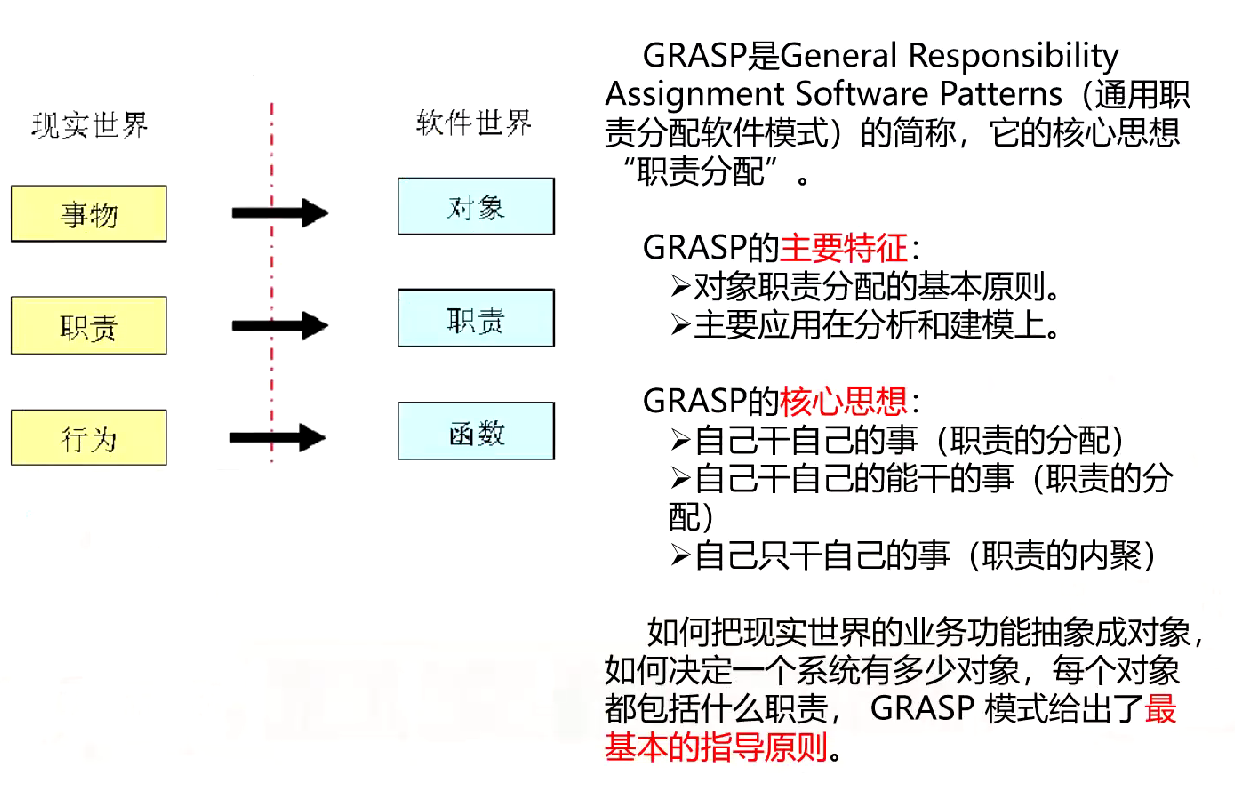 现实世界
软件世界
事物
对象
职责
职责
行为
函数
GRASP是General Responsibility
Assignment Software Patterns（通用职
责分配软件模式）的简称，它的核心思想
“职责分配”。
GRASP的主要特征：
➢对象职责分配的基本原则。
➢主要应用在分析和建模上。
GRASP的核心思想：
➢自己干自己的事（职责的分配）
➢自己干自己的能干的事（职责的分
配）
➢自己只干自己的事（职责的内聚）
如何把现实世界的业务功能抽象成对象，
如何决定一个系统有多少对象，每个对象
都包括什么职责， GRASP 模式给出了最
基本的指导原则。